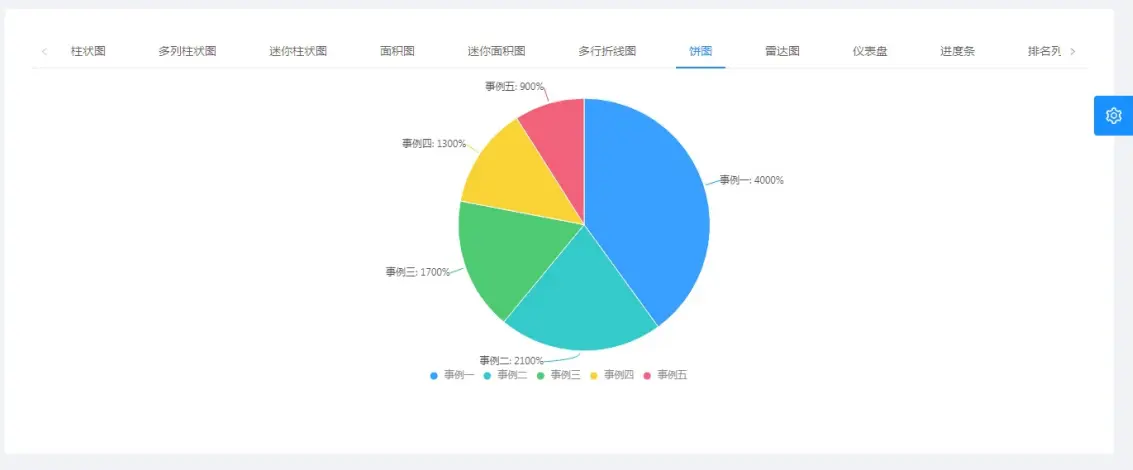 柱状图 多列柱状图 迷你柱状图 面积图 迷你面积图 多行折线图 饼图 雷达图 仪表盘 进度条 排名列
事例五: 900%
事例四: 1300%
事例一: 4000%
事例三: 1700%
事例二: 2100%
事例一 事例二 事例三 事例四 事例五